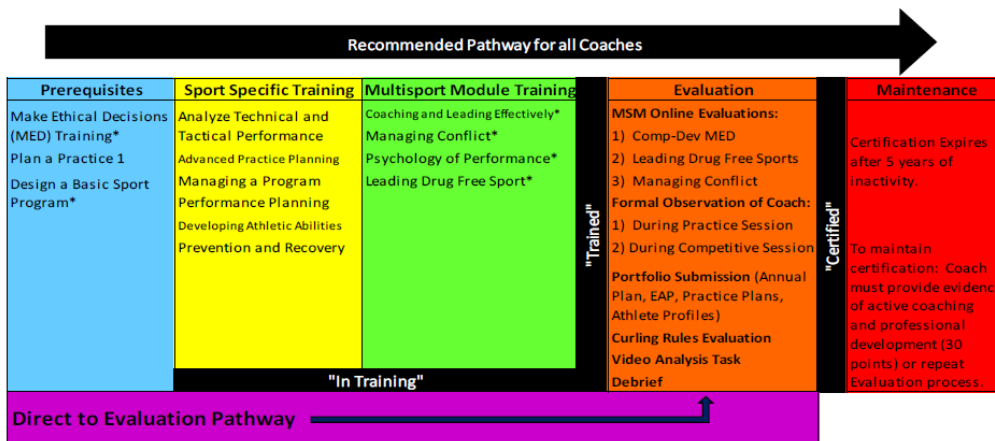 Recommended Pathway for all Coaches
Prerequisites
Make Ethical Decisions
(MED) Training*
Plan a Practice 1
Design a Basic Sport
Program*
Sport Specific Training
Analyze Technical and
Tactical Performance
Advanced Practice Planning
Managing a Program
Performance Planning
Developing Athletic Abilities
Prevention and Recovery
Multisport Module Training
Coaching and Leading Effectively*
Managing Conflict*
Psychology of Performance*
Leading Drug Free Sport*
"In Training"
"Trained"
Evaluation
MSM Online Evaluations:
1) Comp-Dev MED
2) Leading Drug Free Sports
3) Managing Conflict
Formal Observation of Coach:
1) During Practice Session
2) During Competitive Session
Portfolio Submission (Annual
Plan, EAP, Practice Plans,
Athlete Profiles)
Curling Rules Evaluation
Video Analysis Task
Debrief
"Certified"
Maintenance
Certification Expires
after 5 years of
inactivity.
To maintain
certification: Coach
must provide evidenc
of active coaching
and professional
development (30
points) or repeat
Evaluation process.
Direct to Evaluation Pathway